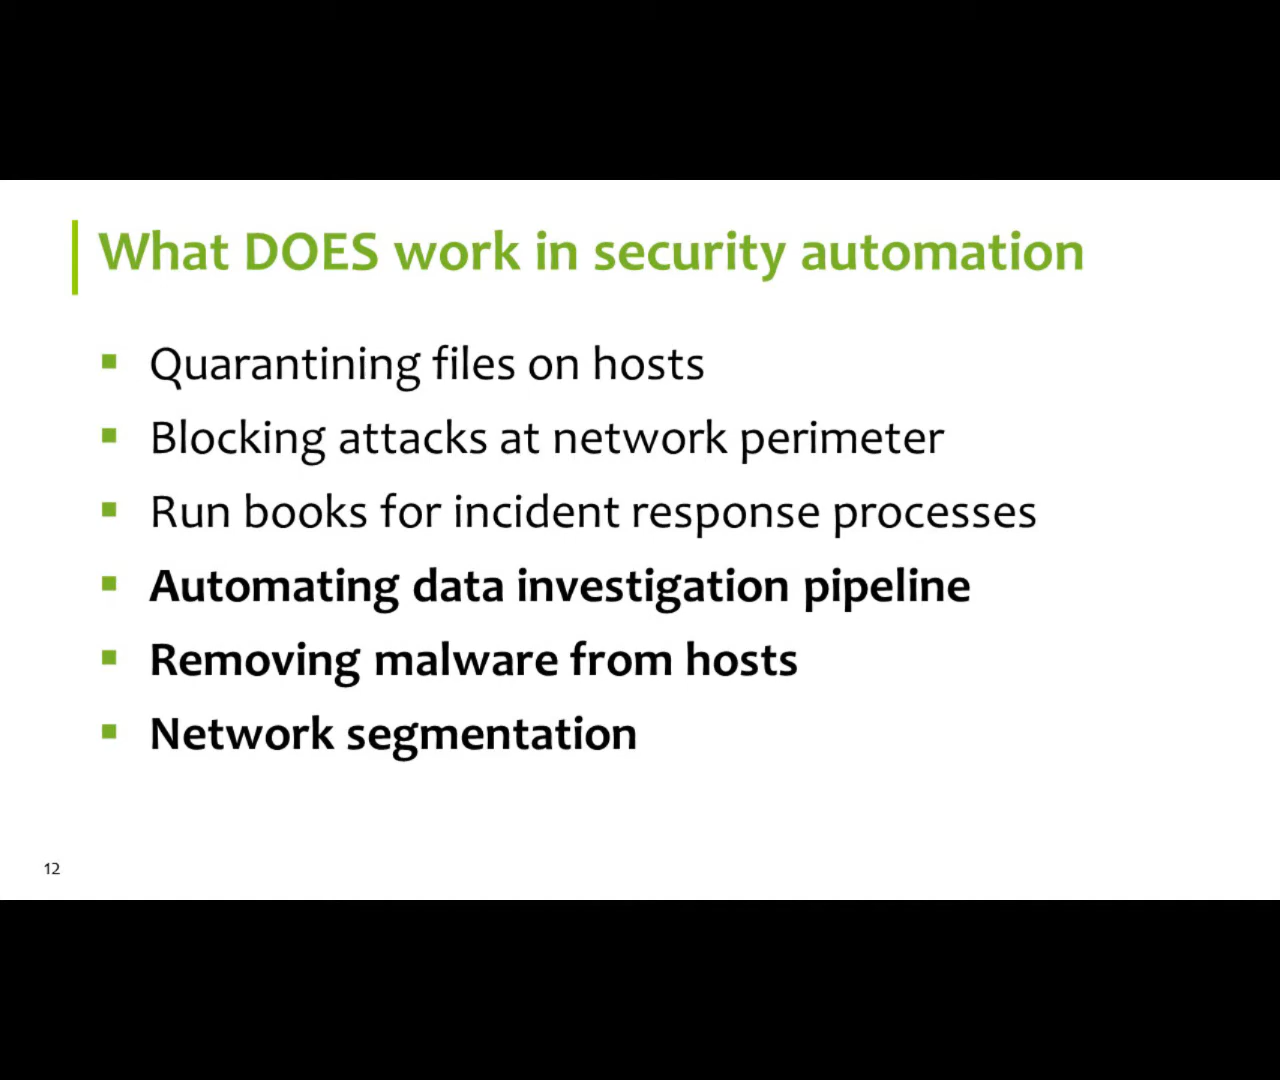 What DOES work in security automation
▪ Quarantining files on hosts
▪ Blocking attacks at network perimeter
▪ Run books for incident response processes
▪ Automating data investigation pipeline
▪ Removing malware from hosts
▪ Network segmentation
12